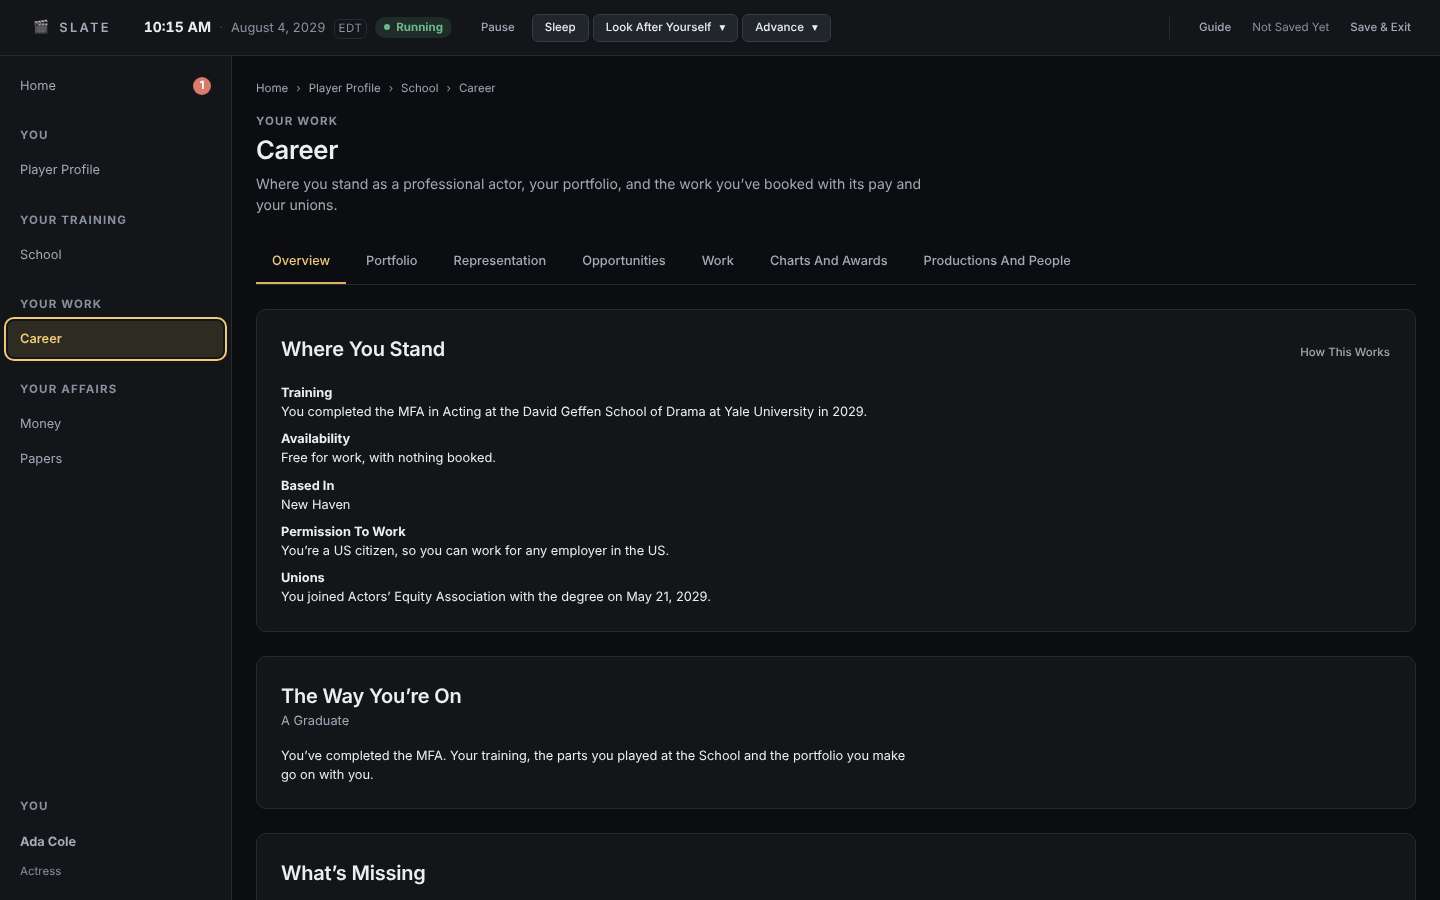 SLATE
10:15 AM · August 4, 2029 EDT Running Pause Sleep Look After Yourself ▾ Advance ▾ Guide Not Saved Yet Save & Exit
Home 1
YOU
Player Profile
YOUR TRAINING
School
YOUR WORK
Career
YOUR AFFAIRS
Money
Papers
YOU
Ada Cole
Actress
Home › Player Profile › School › Career
YOUR WORK
Career
Where you stand as a professional actor, your portfolio, and the work you’ve booked with its pay and
your unions.
Overview Portfolio Representation Opportunities Work Charts And Awards Productions And People
Where You Stand
How This Works
Training
You completed the MFA in Acting at the David Geffen School of Drama at Yale University in 2029.
Availability
Free for work, with nothing booked.
Based In
New Haven
Permission To Work
You’re a US citizen, so you can work for any employer in the US.
Unions
You joined Actors’ Equity Association with the degree on May 21, 2029.
The Way You’re On
A Graduate
You’ve completed the MFA. Your training, the parts you played at the School and the portfolio you make
go on with you.
What’s Missing